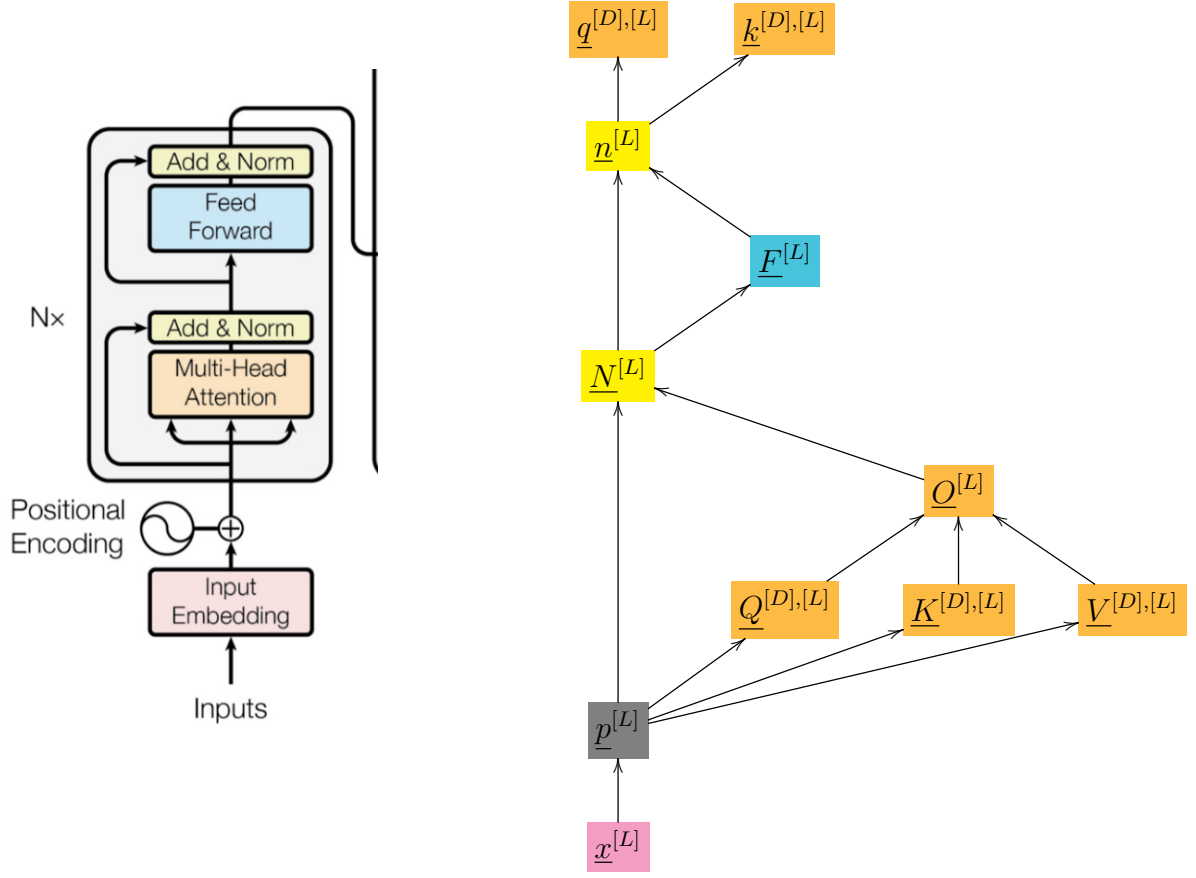 Add & Norm
Feed
Forward
N×
Add & Norm
Multi-Head
Attention
Positional
Encoding
Input
Embedding
Inputs
q^{[D],[L]}
k^{[D],[L]}
n^{[L]}
F^{[L]}
N^{[L]}
O^{[L]}
Q^{[D],[L]}
K^{[D],[L]}
V^{[D],[L]}
p^{[L]}
x^{[L]}